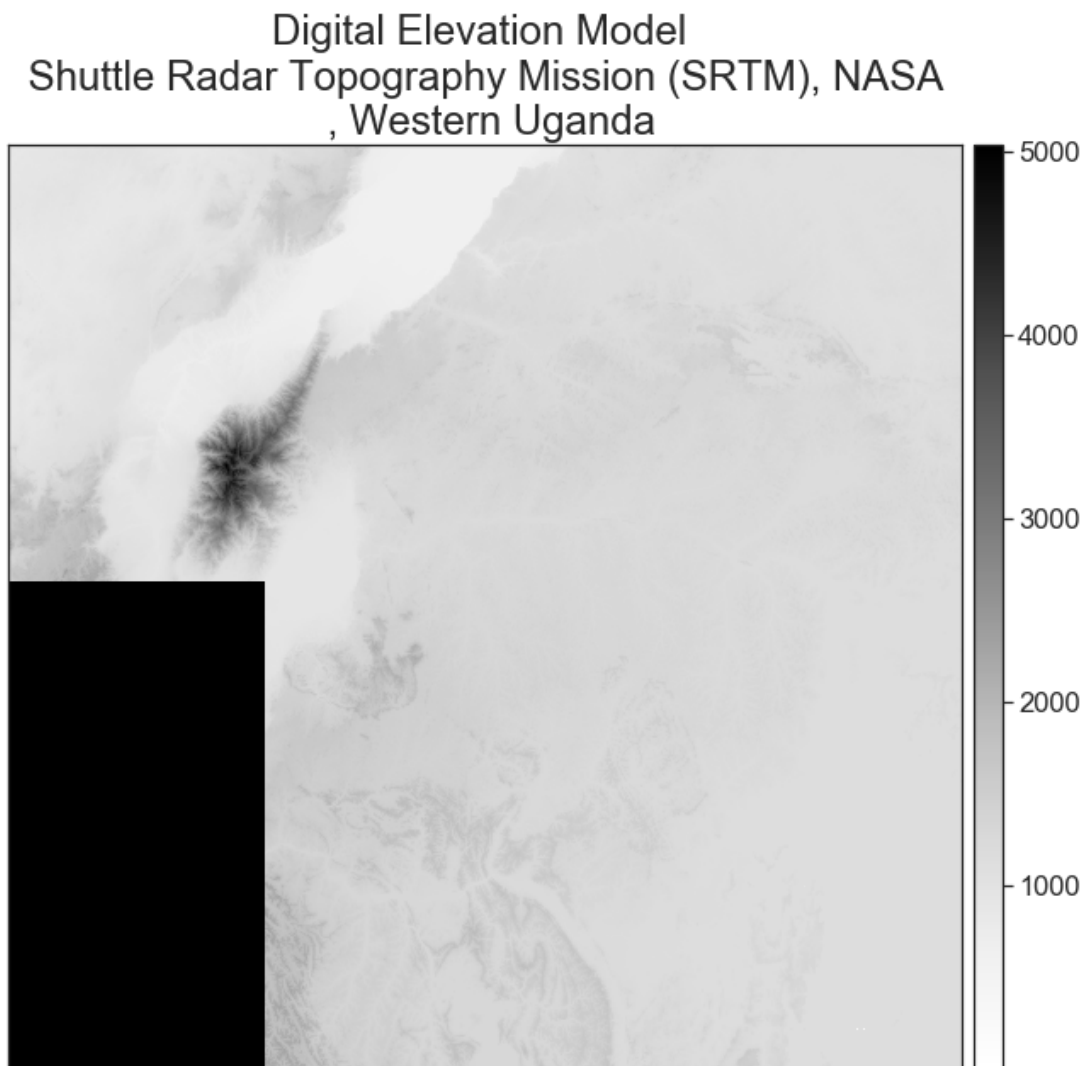 Digital Elevation Model
Shuttle Radar Topography Mission (SRTM), NASA
, Western Uganda
5000
4000
3000
2000
1000